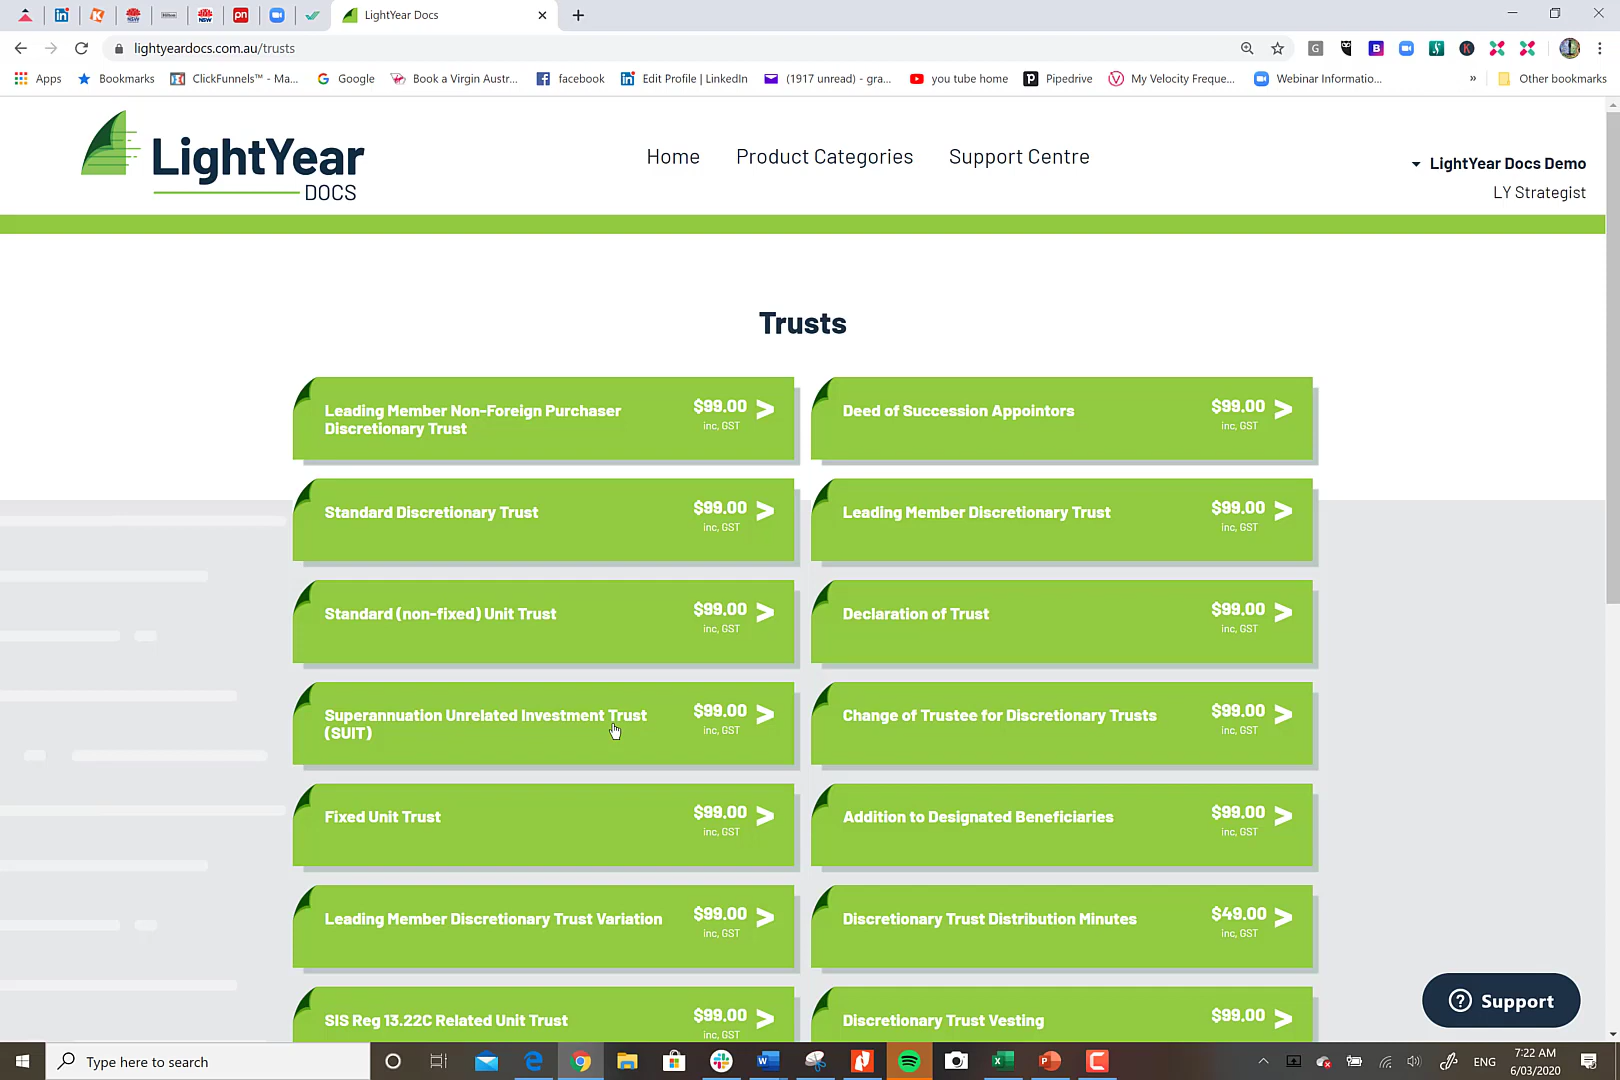 LightYear Docs
lightyeardocs.com.au/trusts
Apps
Bookmarks
ClickFunnels™ - Ma...
Google
Book a Virgin Austr...
facebook
Edit Profile | LinkedIn
(1917 unread) - gra...
you tube home
Pipedrive
My Velocity Freque...
Webinar Informatio...
»
Other bookmarks
LightYear
DOCS
Home
Product Categories
Support Centre
LightYear Docs Demo
LY Strategist
Trusts
Leading Member Non-Foreign Purchaser
Discretionary Trust
$99.00
inc, GST
Deed of Succession Appointors
$99.00
inc, GST
Standard Discretionary Trust
$99.00
inc, GST
Leading Member Discretionary Trust
$99.00
inc, GST
Standard (non-fixed) Unit Trust
$99.00
inc, GST
Declaration of Trust
$99.00
inc, GST
Superannuation Unrelated Investment Trust
(SUIT)
$99.00
inc, GST
Change of Trustee for Discretionary Trusts
$99.00
inc, GST
Fixed Unit Trust
$99.00
inc, GST
Addition to Designated Beneficiaries
$99.00
inc, GST
Leading Member Discretionary Trust Variation
$99.00
inc, GST
Discretionary Trust Distribution Minutes
$49.00
inc, GST
SIS Reg 13.22C Related Unit Trust
$99.00
inc, GST
Discretionary Trust Vesting
$99.00
Support
Type here to search
ENG
7:22 AM
6/03/2020